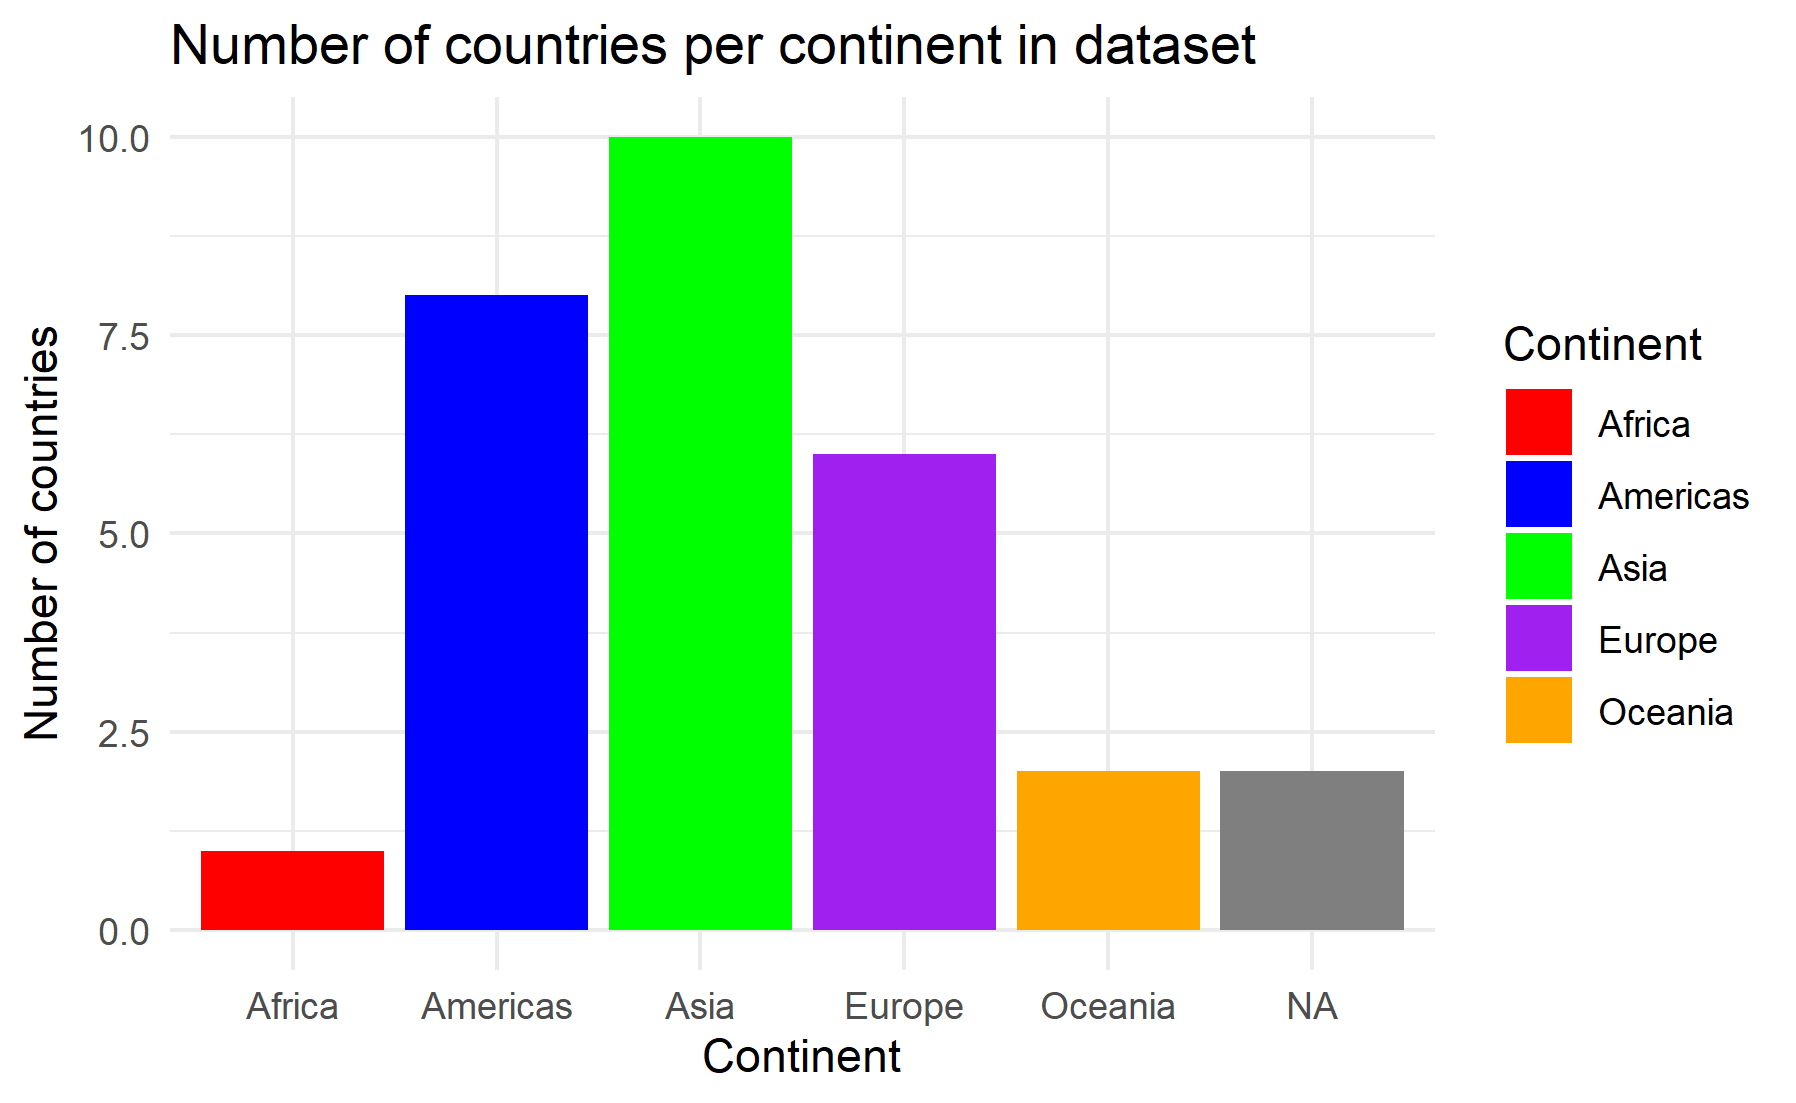 Number of countries per continent in dataset
Number of countries
10.0
7.5
5.0
2.5
0.0
Africa Americas Asia Europe Oceania NA
Continent
Continent
Africa
Americas
Asia
Europe
Oceania